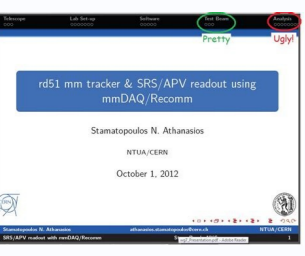 Telescope Lab Set-up Software Test Beam Analysis
Pretty Ugly!
rd51 mm tracker & SRS/APV readout using
mmDAQ/Recomm
Stamatopoulos N. Athanasios
NTUA/CERN
October 1, 2012
Stamatopoulos N. Athanasios athanasios.stamatopoulos@cern.ch NTUA/CERN
SRS/APV readout with mmDAQ/Recomm 1